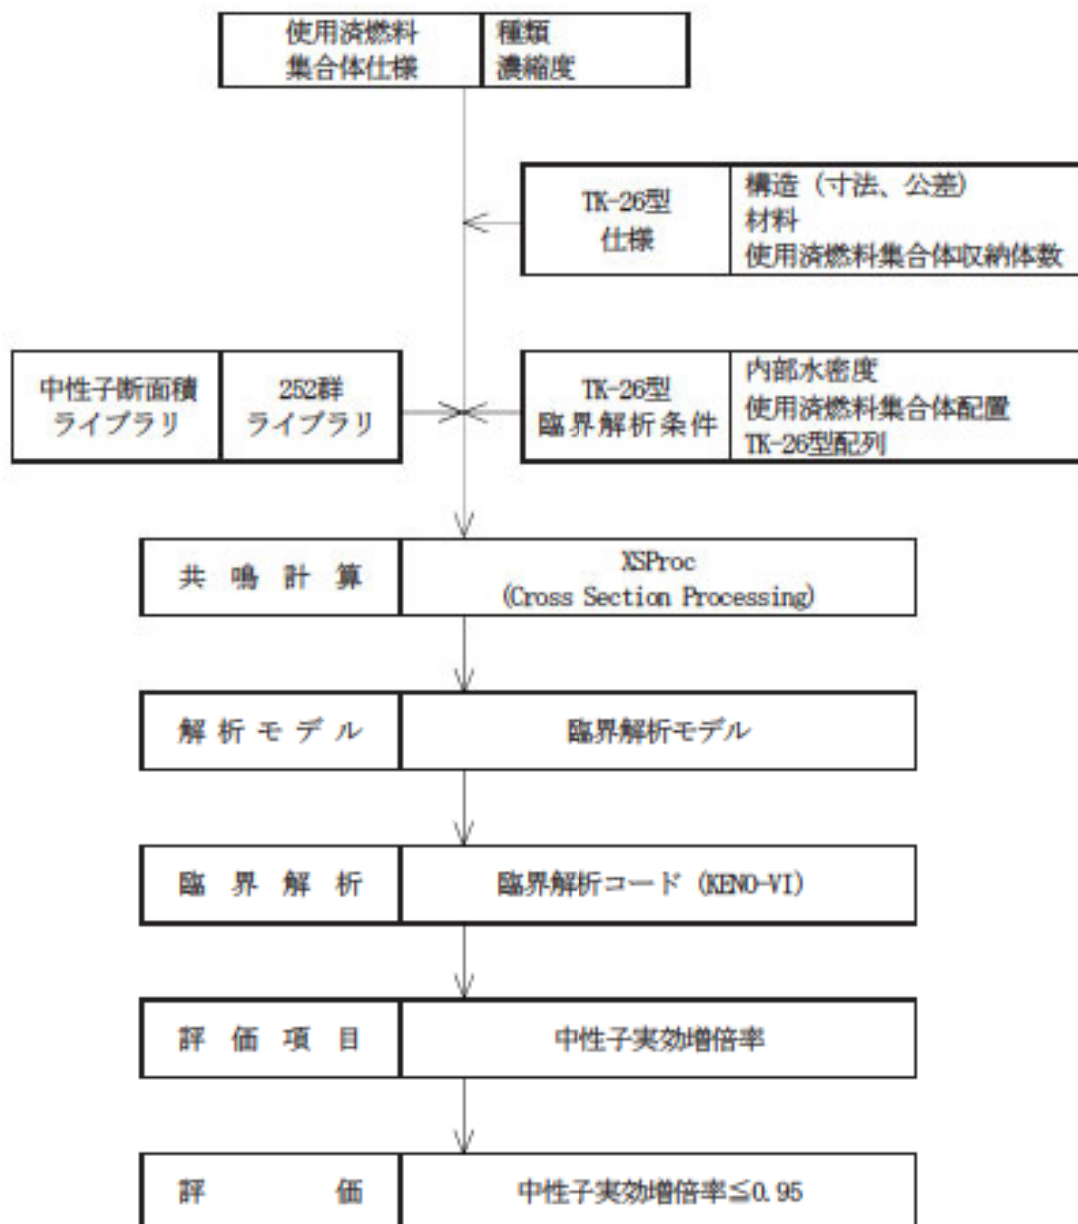 使用済燃料
集合体仕様
種類
濃縮度
TK-26型
仕様
構造（寸法、公差）
材料
使用済燃料集合体収納体数
中性子断面積
ライブラリ
252群
ライブラリ
TK-26型
臨界解析条件
内部水密度
使用済燃料集合体配置
TK-26型配列
共鳴計算
XSProc
(Cross Section Processing)
解析モデル
臨界解析モデル
臨界解析
臨界解析コード（KENO-VI）
評価項目
中性子実効増倍率
評価
中性子実効増倍率≦0.95